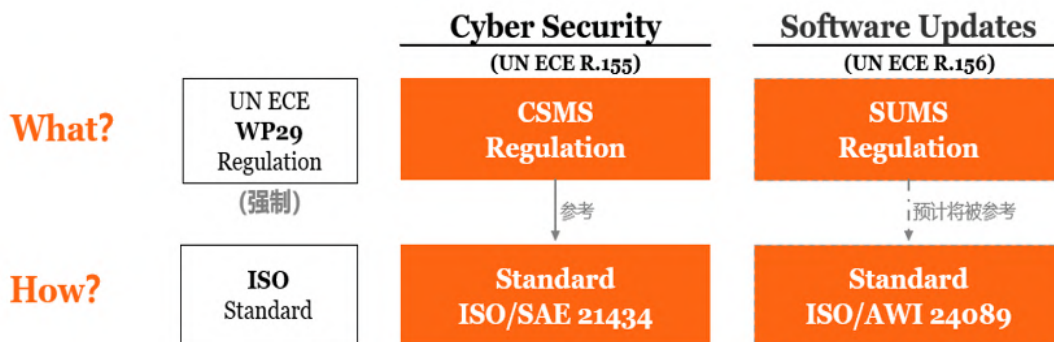 Cyber Security
Software Updates
(UN ECE R.155)
(UN ECE R.156)
What?
UN ECE
WP29
Regulation
(强制)
CSMS
Regulation
SUMS
Regulation
参考
预计将被参考
How?
ISO
Standard
Standard
ISO/SAE 21434
Standard
ISO/AWI 24089